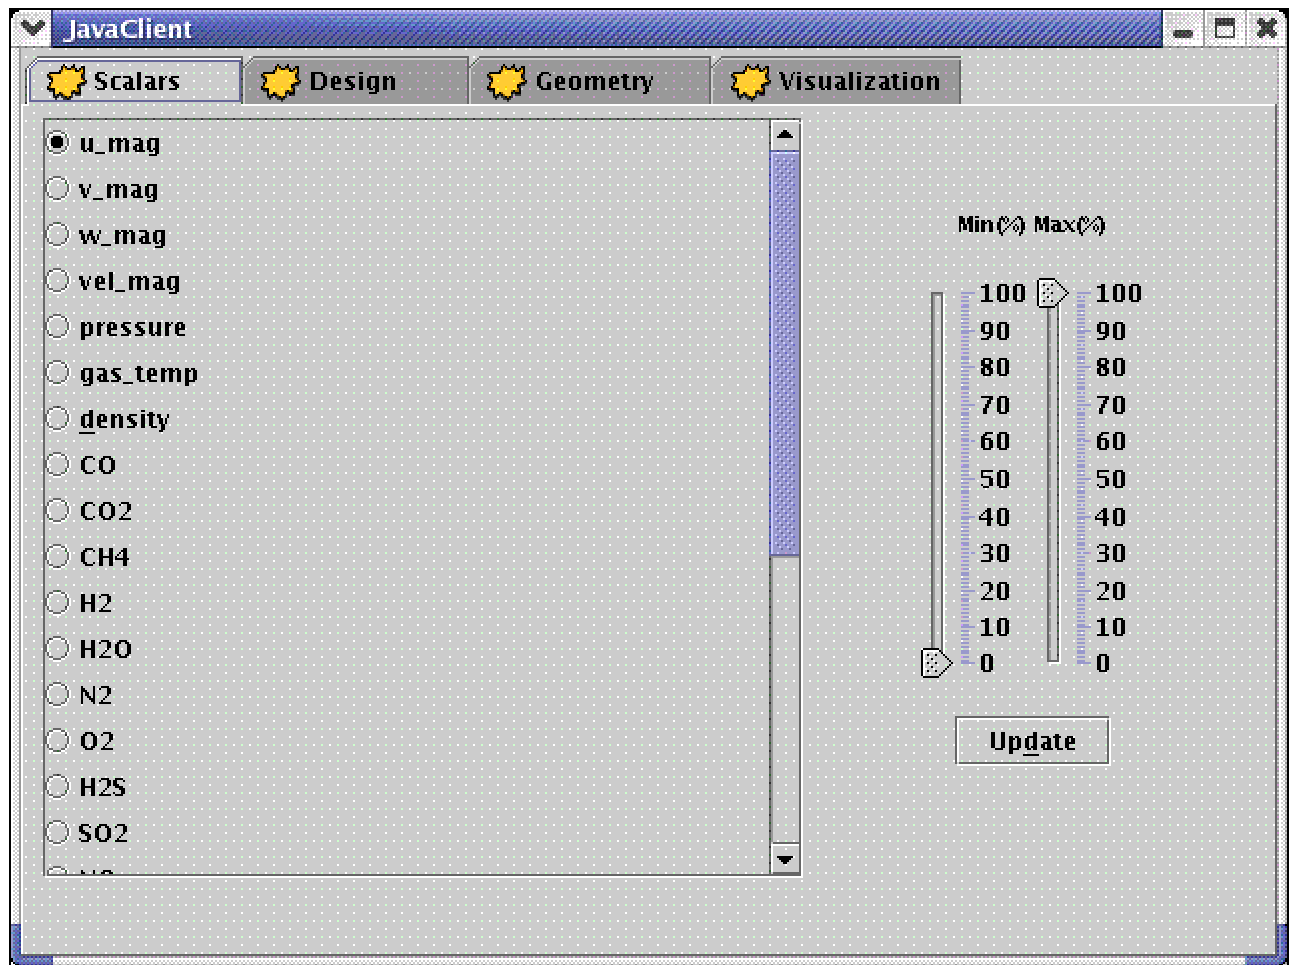 JavaClient
Scalars Design Geometry Visualization
u_mag
v_mag
w_mag
vel_mag
pressure
gas_temp
density
CO
CO2
CH4
H2
H2O
N2
O2
H2S
SO2
Min(%) Max(%)
100 100
90 90
80 80
70 70
60 60
50 50
40 40
30 30
20 20
10 10
0 0
Update